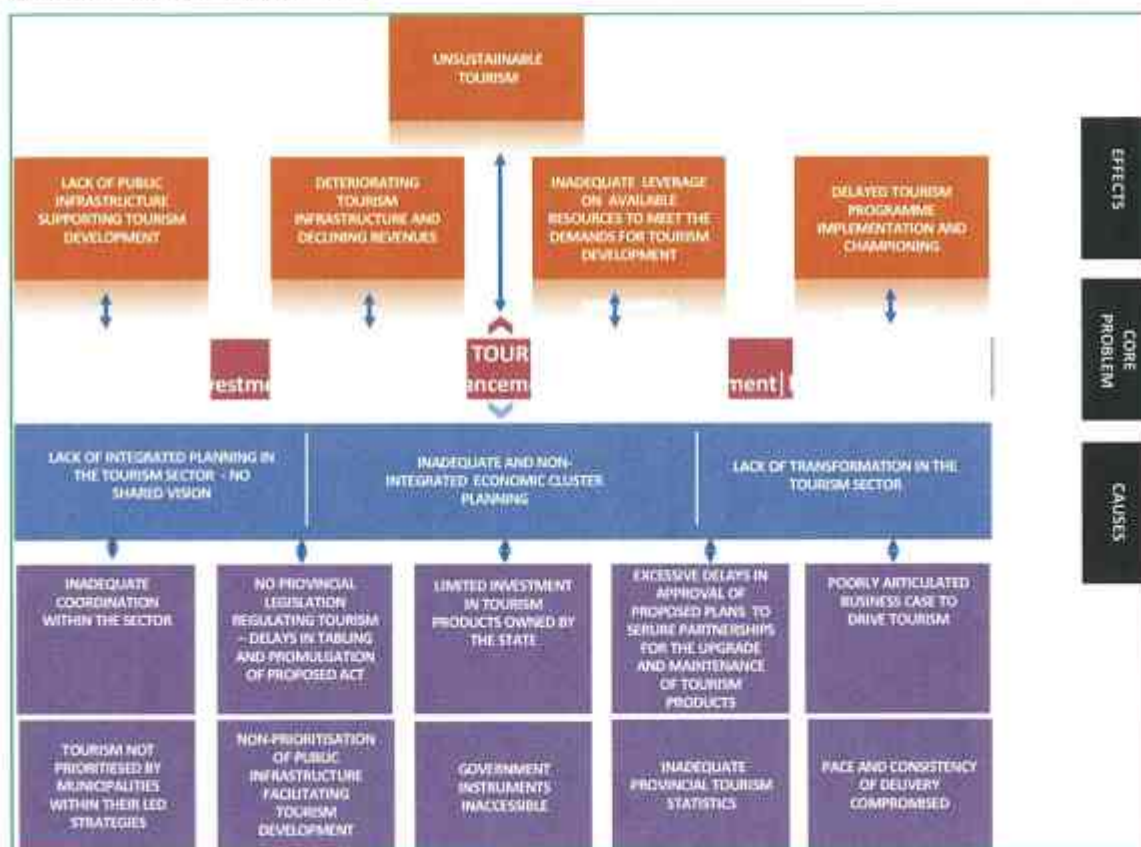 UNSUSTAINABLE
TOURISM
LACK OF PUBLIC
INFRASTRUCTURE
SUPPORTING TOURISM
DEVELOPMENT
DETERIORATING
TOURISM
INFRASTRUCTURE AND
DECLINING REVENUES
INADEQUATE LEVERAGE
ON AVAILABLE
RESOURCES TO MEET THE
DEMANDS FOR TOURISM
DEVELOPMENT
DELAYED TOURISM
PROGRAMME
IMPLEMENTATION AND
CHAMPIONING
EFFECTS
TOUR
vestme
anceme
ment|
CORE
PROBLEM
LACK OF INTEGRATED PLANNING IN
THE TOURISM SECTOR - NO
SHARED VISION
INADEQUATE AND NON-
INTEGRATED ECONOMIC CLUSTER
PLANNING
LACK OF TRANSFORMATION IN THE
TOURISM SECTOR
CAUSES
INADEQUATE
COORDINATION
WITHIN THE SECTOR
NO PROVINCIAL
LEGISLATION
REGULATING TOURISM
– DELAYS IN TABLING
AND PROMULGATION
OF PROPOSED ACT
LIMITED INVESTMENT
IN TOURISM
PRODUCTS OWNED BY
THE STATE
EXCESSIVE DELAYS IN
APPROVAL OF
PROPOSED PLANS TO
SERURE PARTNERSHIPS
FOR THE UPGRADE
AND MAINTENANCE
OF TOURISM
PRODUCTS
POORLY ARTICULATED
BUSINESS CASE TO
DRIVE TOURISM
TOURISM NOT
PRIORITIESED BY
MUNICIPALITIES
WITHIN THEIR LED
STRATEGIES
NON-PRIORITISATION
OF PUBLIC
INFRASTRUCTURE
FACILITATING
TOURISM
DEVELOPMENT
GOVERNMENT
INSTRUMENTS
INACCESSIBLE
INADEQUATE
PROVINCIAL TOURISM
STATISTICS
PACE AND CONSISTENCY
OF DELIVERY
COMPROMISED